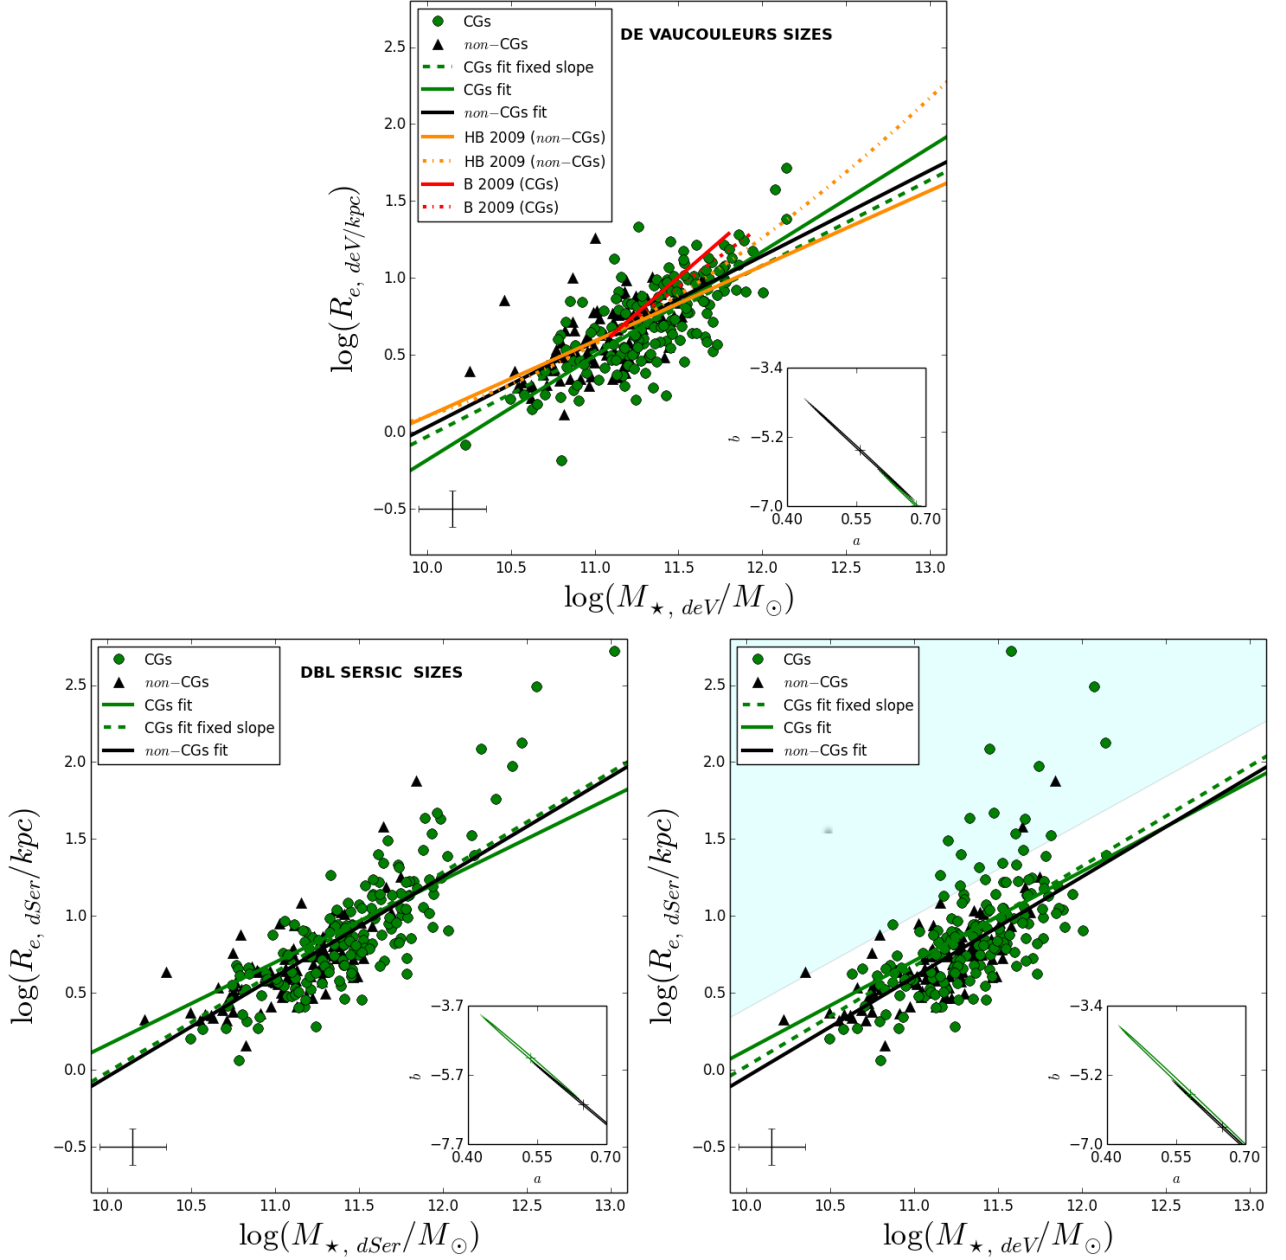 CGs
non−CGs
CGs fit fixed slope
CGs fit
non−CGs fit
HB 2009 (non−CGs)
HB 2009 (non−CGs)
B 2009 (CGs)
B 2009 (CGs)
DE VAUCOULEURS SIZES
2.5
2.0
1.5
1.0
0.5
0.0
−0.5
log(R_e, deV/kpc)
−3.4
−5.2
−7.0
b
0.40 0.55 0.70
a
10.0 10.5 11.0 11.5 12.0 12.5 13.0
log(M⋆, deV/M⊙)
CGs
non−CGs
CGs fit
CGs fit fixed slope
non−CGs fit
DBL SERSIC SIZES
2.5
2.0
1.5
1.0
0.5
0.0
−0.5
log(R_e, dSer/kpc)
−3.7
−5.7
−7.7
b
0.40 0.55 0.70
a
10.0 10.5 11.0 11.5 12.0 12.5 13.0
log(M⋆, dSer/M⊙)
CGs
non−CGs
CGs fit fixed slope
CGs fit
non−CGs fit
2.5
2.0
1.5
1.0
0.5
0.0
−0.5
log(R_e, dSer/kpc)
−3.4
−5.2
−7.0
b
0.40 0.55 0.70
a
10.0 10.5 11.0 11.5 12.0 12.5 13.0
log(M⋆, deV/M⊙)